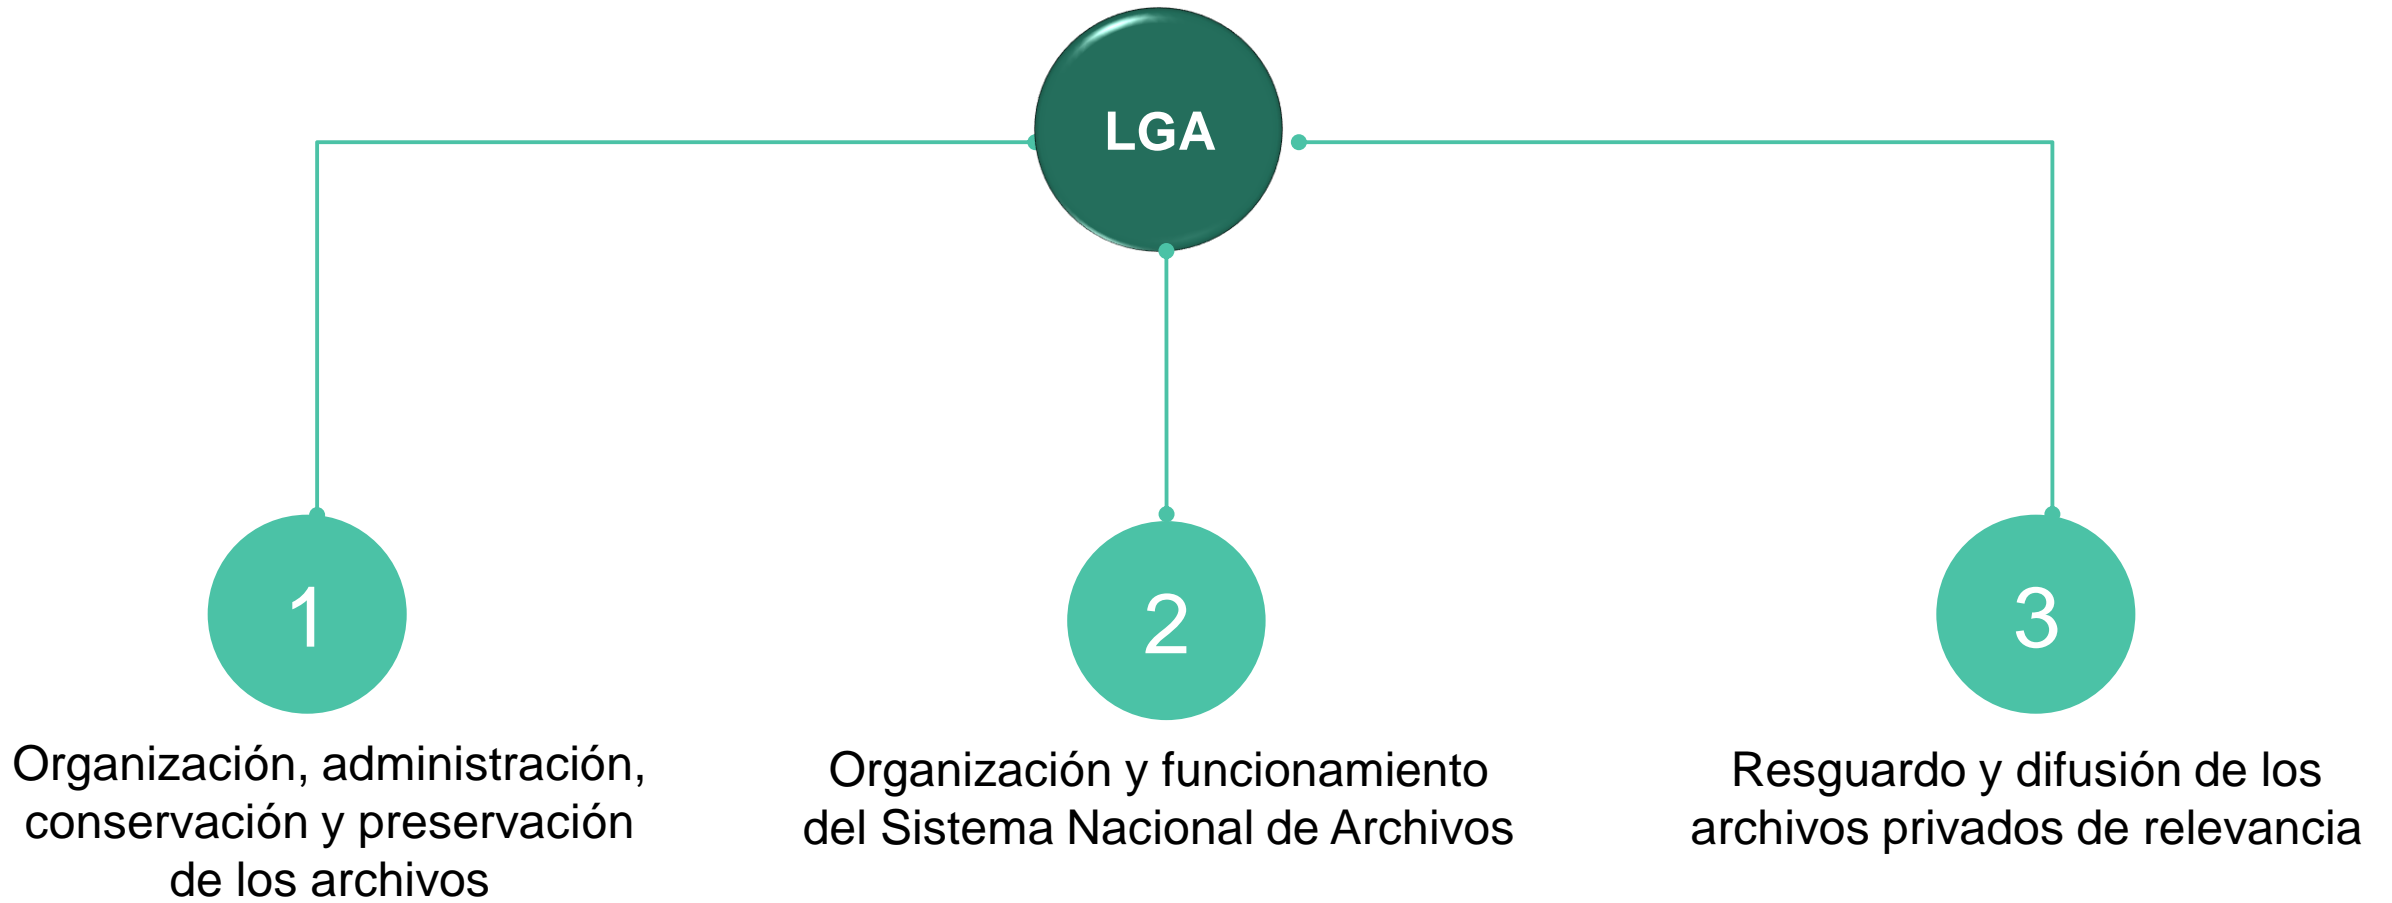 LGA
1
Organización, administración,
conservación y preservación
de los archivos
2
Organización y funcionamiento
del Sistema Nacional de Archivos
3
Resguardo y difusión de los
archivos privados de relevancia